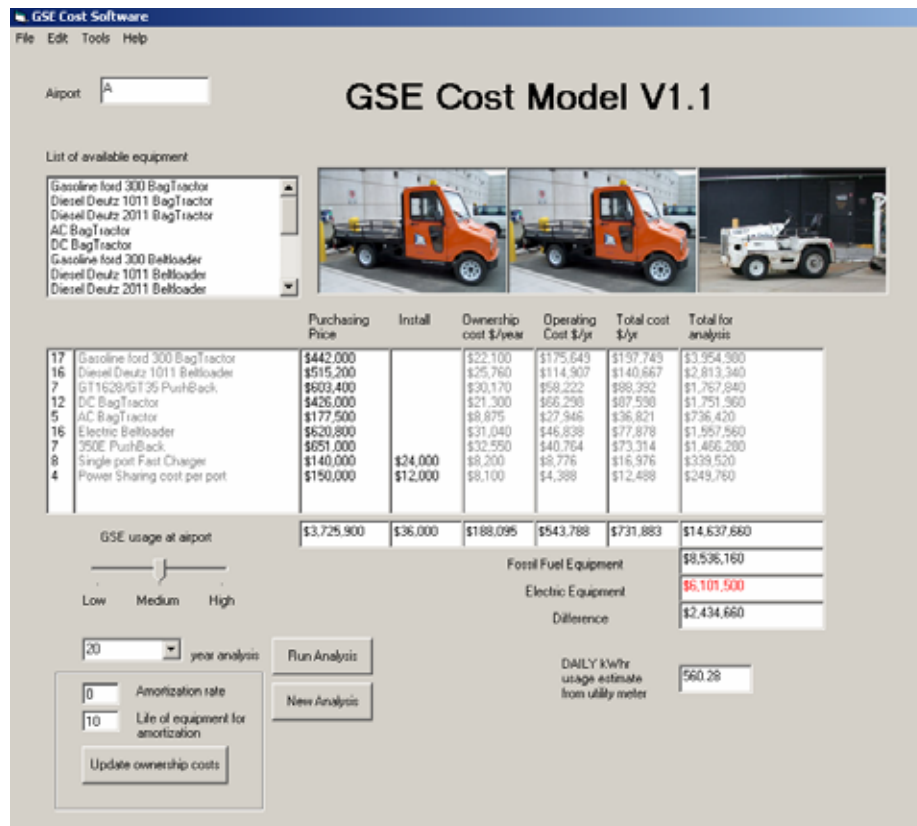 GSE Cost Software
File Edit Tools Help
Airport A
GSE Cost Model V1.1
List of available equipment
Gasoline ford 300 BagTractor
Diesel Deutz 1011 BagTractor
Diesel Deutz 2011 BagTractor
AC BagTractor
DC BagTractor
Gasoline ford 300 Beltloader
Diesel Deutz 1011 Beltloader
Diesel Deutz 2011 Beltloader
Purchasing Price Install Ownership cost $/year Operating Cost $/yr Total cost $/yr Total for analysis
17 Gasoline ford 300 BagTractor $442,000 $22,100 $175,649 $197,749 $3,954,980
16 Diesel Deutz 1011 Beltloader $515,200 $25,760 $114,907 $140,667 $2,813,340
7 GT1628/GT35 PushBack $603,400 $30,170 $58,222 $88,392 $1,767,840
12 DC BagTractor $426,000 $21,300 $66,298 $87,598 $1,751,960
5 AC BagTractor $177,500 $8,875 $27,946 $36,821 $736,420
16 Electric Beltloader $620,800 $31,040 $46,838 $77,878 $1,557,560
7 350E PushBack $651,000 $32,550 $40,764 $73,314 $1,466,280
8 Single port Fast Charger $140,000 $24,000 $8,200 $8,776 $16,976 $339,520
4 Power Sharing cost per port $150,000 $12,000 $8,100 $4,388 $12,488 $249,760
$3,725,900 $36,000 $188,095 $543,788 $731,883 $14,637,660
GSE usage at airport
Low Medium High
Fossil Fuel Equipment $8,536,160
Electric Equipment $6,101,500
Difference $2,434,660
20 year analysis
Run Analysis
New Analysis
DAILY kWhr
usage estimate
from utility meter
560.28
0 Amortization rate
10 Life of equipment for
amortization
Update ownership costs